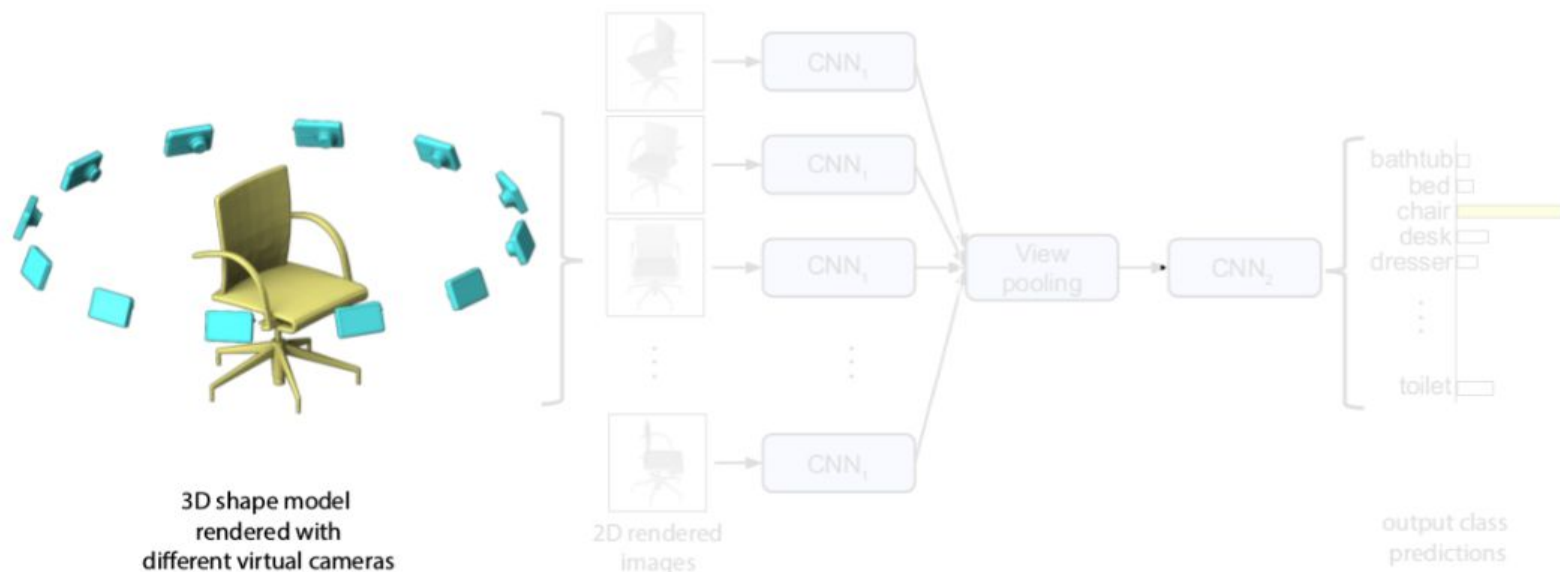 3D shape model
rendered with
different virtual cameras
2D rendered
images
CNN₁
CNN₁
CNN₁
CNN₁
View
pooling
CNN₂
bathtub
bed
chair
desk
dresser
toilet
output class
predictions